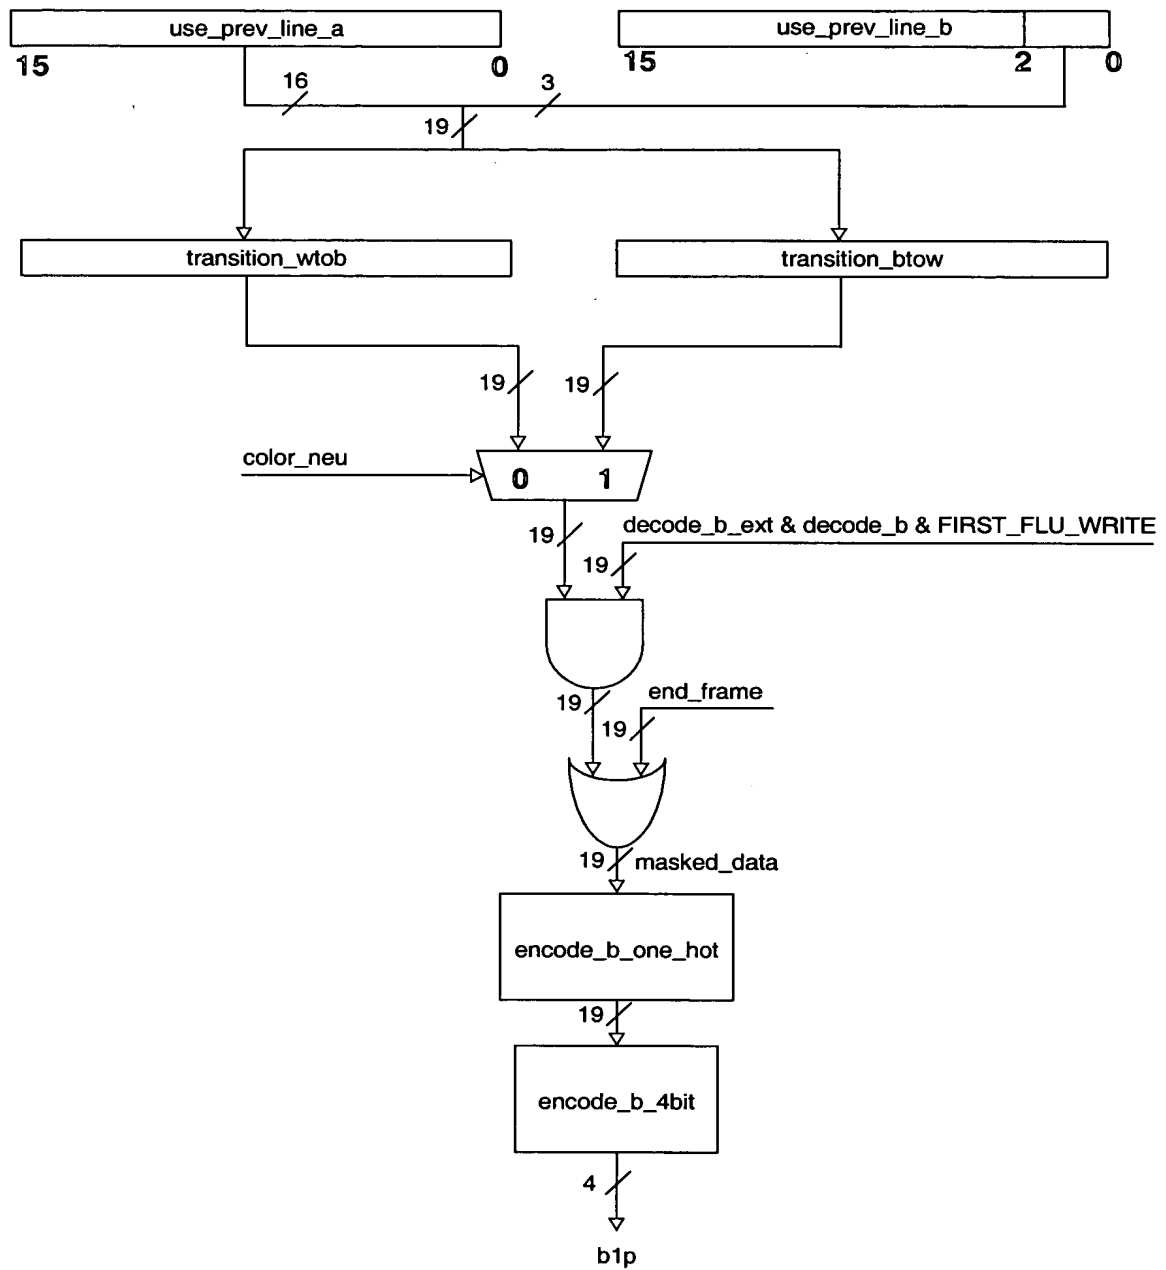 use_prev_line_a
use_prev_line_b
15
0
15
2
0
16
3
19
transition_wtob
transition_btow
19
19
color_neu
0
1
19
decode_b_ext & decode_b & FIRST_FLU_WRITE
19
19
end_frame
19
19
masked_data
encode_b_one_hot
19
encode_b_4bit
4
b1p